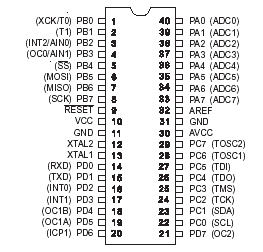 (XCK/T0) PB0 1 40 PA0 (ADC0)
(T1) PB1 2 39 PA1 (ADC1)
(INT2/AIN0) PB2 3 38 PA2 (ADC2)
(OC0/AIN1) PB3 4 37 PA3 (ADC3)
(SS) PB4 5 36 PA4 (ADC4)
(MOSI) PB5 6 35 PA5 (ADC5)
(MISO) PB6 7 34 PA6 (ADC6)
(SCK) PB7 8 33 PA7 (ADC7)
RESET 9 32 AREF
VCC 10 31 GND
GND 11 30 AVCC
XTAL2 12 29 PC7 (TOSC2)
XTAL1 13 28 PC6 (TOSC1)
(RXD) PD0 14 27 PC5 (TDI)
(TXD) PD1 15 26 PC4 (TDO)
(INT0) PD2 16 25 PC3 (TMS)
(INT1) PD3 17 24 PC2 (TCK)
(OC1B) PD4 18 23 PC1 (SDA)
(OC1A) PD5 19 22 PC0 (SCL)
(ICP1) PD6 20 21 PD7 (OC2)